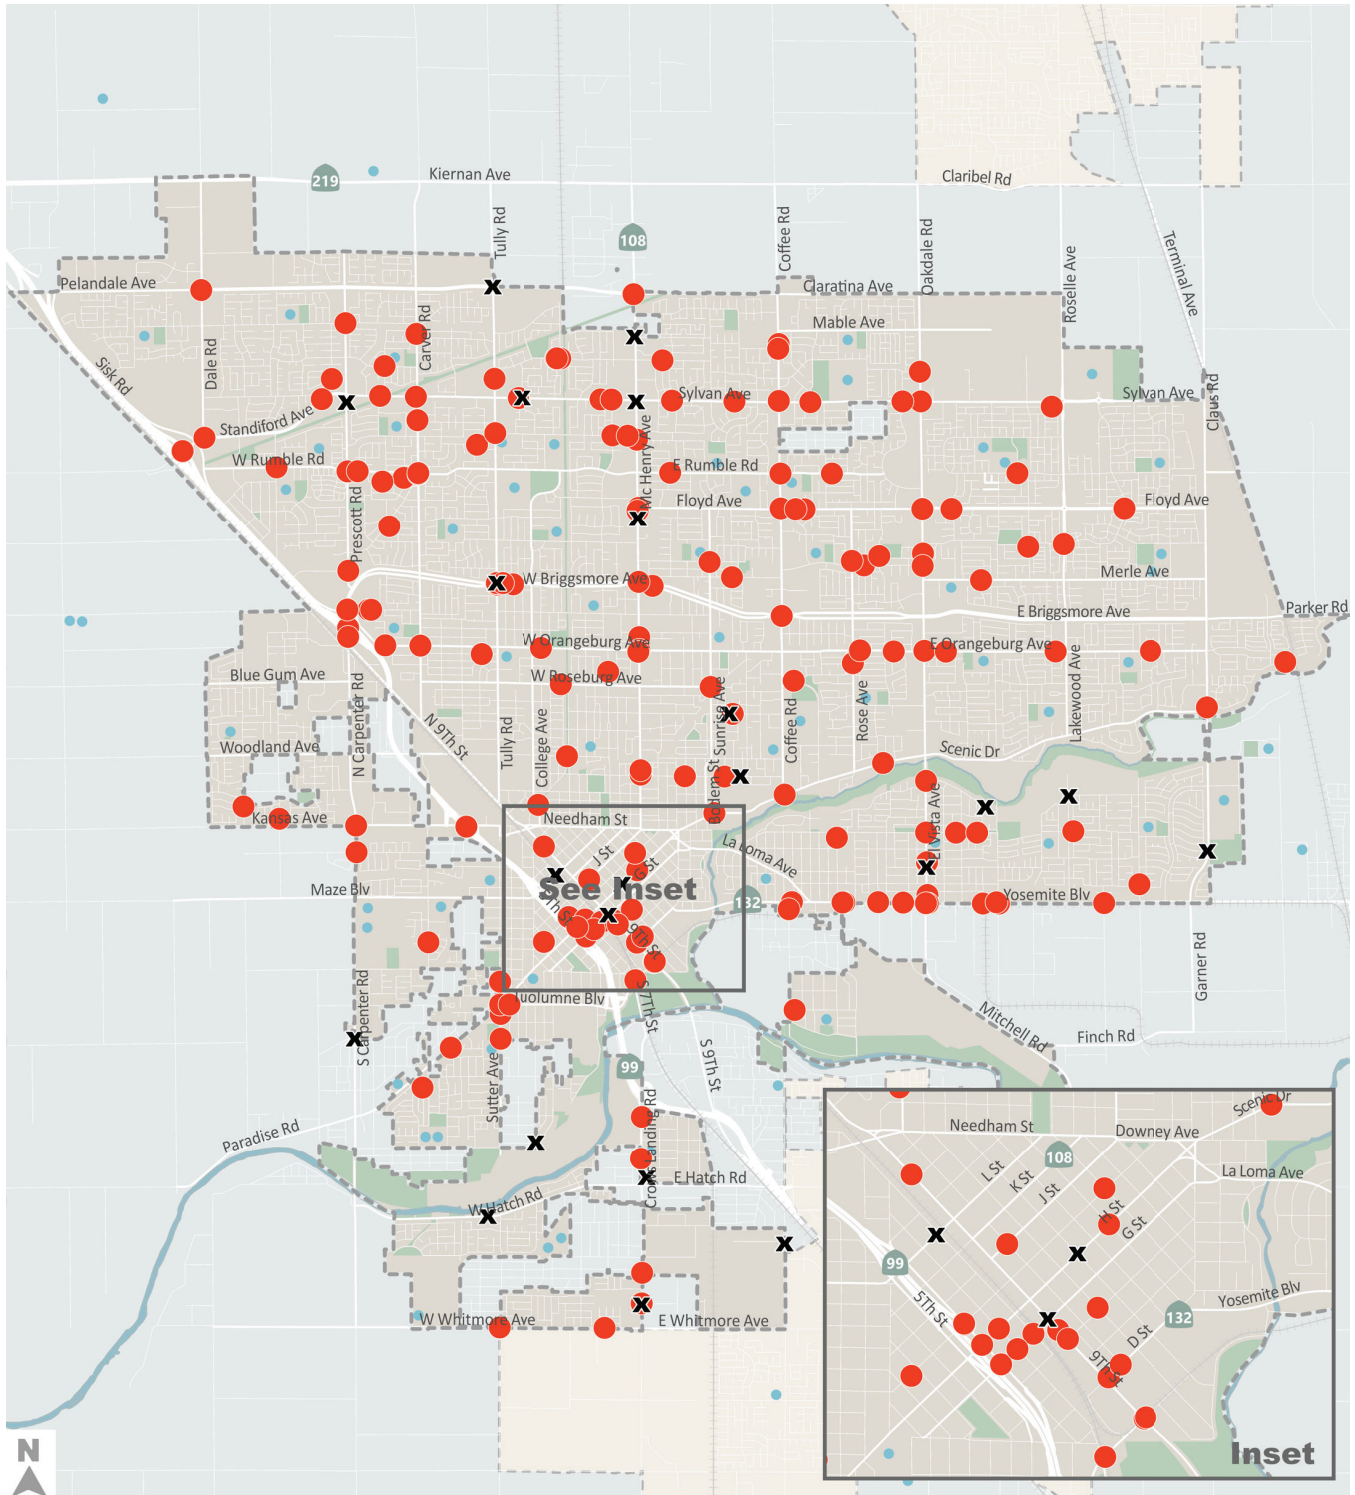 Kiernan Ave
219
Claribel Rd
Tully Rd
108
Coffee Rd
Oakdale Rd
Roselle Ave
Terminal Ave
Pelandale Ave
Claratina Ave
Mable Ave
Sisk Rd
Dale Rd
Carver Rd
Standiford Ave
Sylvan Ave
Sylvan Ave
Claus Rd
W Rumble Rd
E Rumble Rd
Mc Henry Ave
Floyd Ave
Floyd Ave
Prescott Rd
W Briggsmore Ave
Merle Ave
E Briggsmore Ave
Parker Rd
W Orangeburg Ave
E Orangeburg Ave
Blue Gum Ave
W Roseburg Ave
N Carpenter Rd
N 9Th St
Tully Rd
College Ave
Bodem St
Sunrise Ave
Coffee Rd
Rose Ave
Lakewood Ave
Woodland Ave
Scenic Dr
Kansas Ave
Needham St
La Loma Ave
El Vista Ave
J St
G St
Maze Blv
See Inset
132
Yosemite Blv
9Th St
Garner Rd
S Carpenter Rd
Tuolumne Blv
S 7Th St
S 9Th St
Mitchell Rd
Finch Rd
99
Sutter Ave
Paradise Rd
Crows Landing Rd
E Hatch Rd
W Hatch Rd
W Whitmore Ave
E Whitmore Ave
Scenic Dr
Needham St
Downey Ave
108
L St
K St
J St
La Loma Ave
H St
G St
99
5Th St
Yosemite Blv
132
D St
9Th St
Inset
N